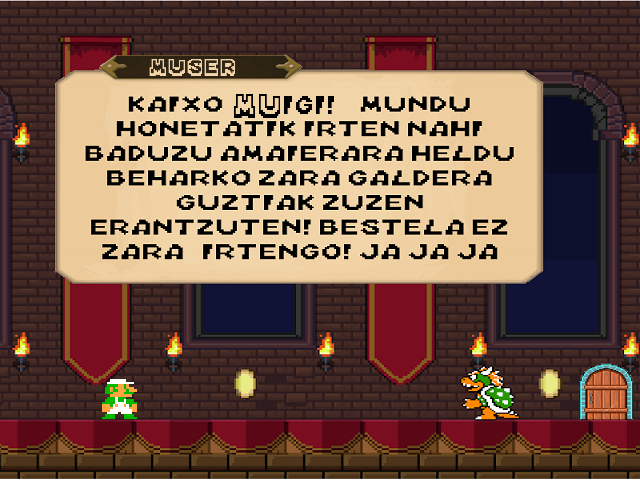 MUSER
KAIXO MUIGI! MUNDU
HONETATIK IRTEN NAHI
BADUZU AMAIERARA HELDU
BEHARKO ZARA GALDERA
GUZTIAK ZUZEN
ERANTZUTEN! BESTELA EZ
ZARA IRTENGO! JA JA JA